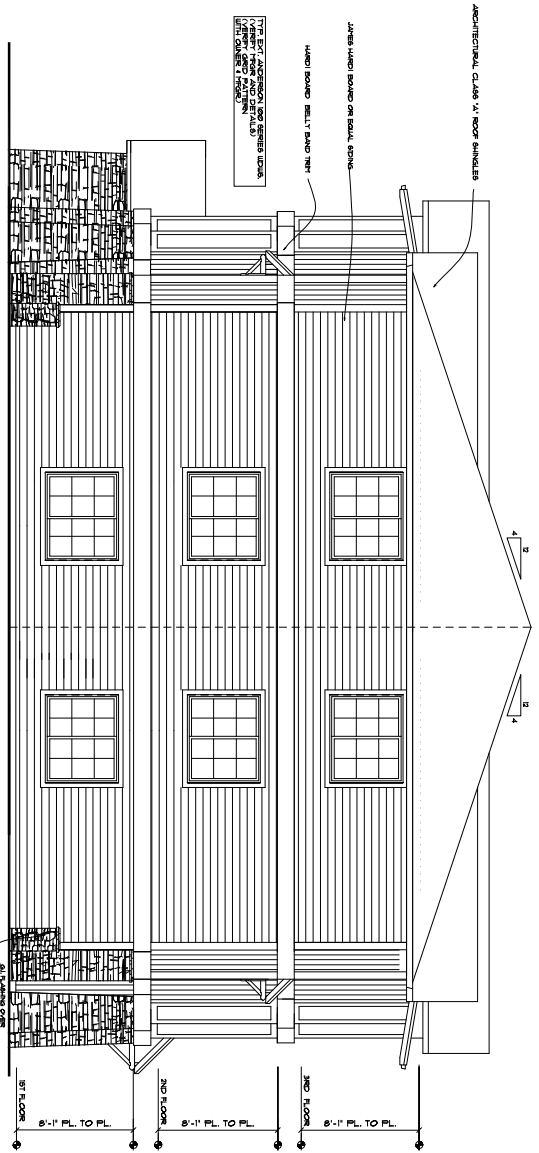 ARCHITECTURAL CLASS 'A' ROOF SHINGLES
JAMES HARDI BOARD OR EQUAL SIDING
HARDI BOARD BELLY BAND TRIM
TYP. EXT. ANDERSON 100 SERIES WDWS.
(VERIFY MFGR AND DETAILS)
(VERIFY GRID PATTERN
WITH OWNER & MFGR.)
12
4
12
4
3RD FLOOR
8'-1" PL. TO PL.
2ND FLOOR
8'-1" PL. TO PL.
1ST FLOOR
8'-1" PL. TO PL.